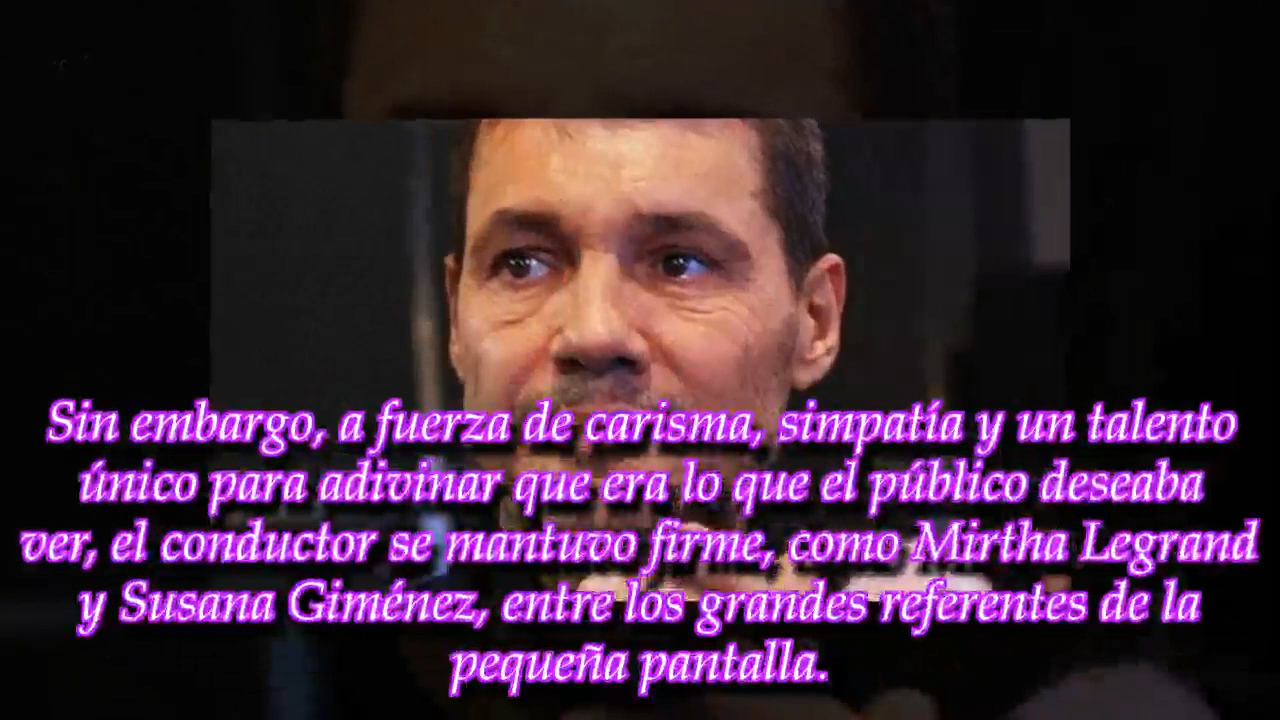 Sin embargo, a fuerza de carisma, simpatía y un talento
único para adivinar que era lo que el público deseaba
ver, el conductor se mantuvo firme, como Mirtha Legrand
y Susana Giménez, entre los grandes referentes de la
pequeña pantalla.